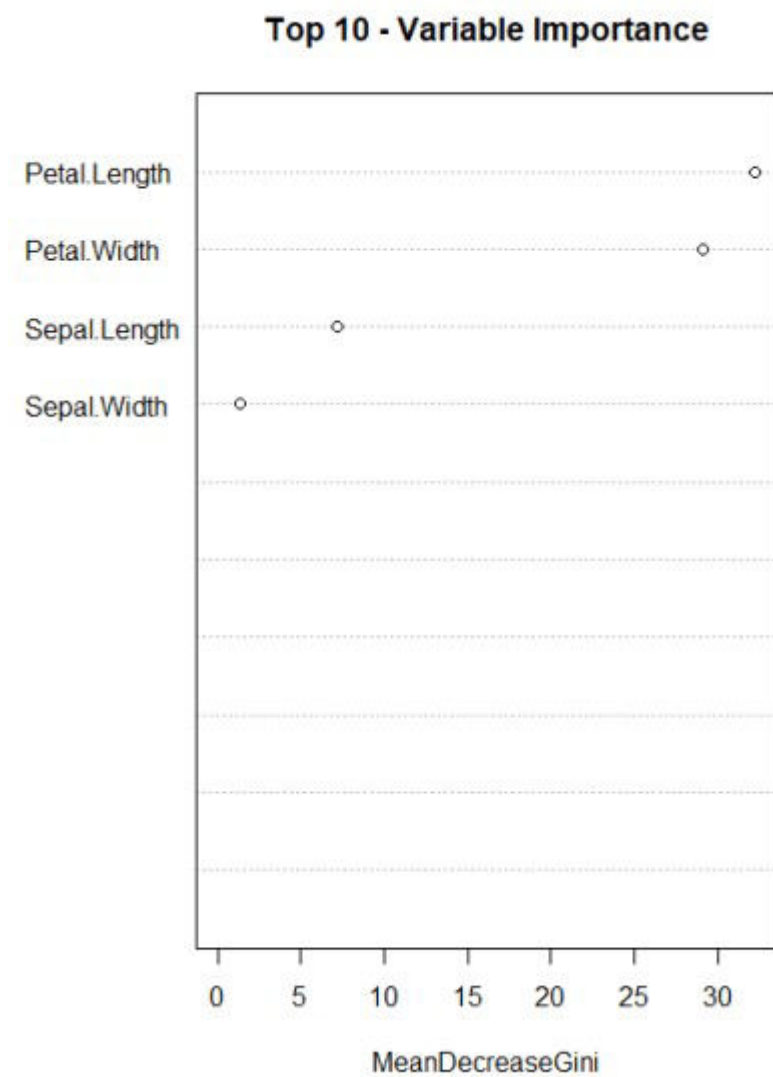 Top 10 - Variable Importance
Petal.Length
Petal.Width
Sepal.Length
Sepal.Width
0 5 10 15 20 25 30
MeanDecreaseGini